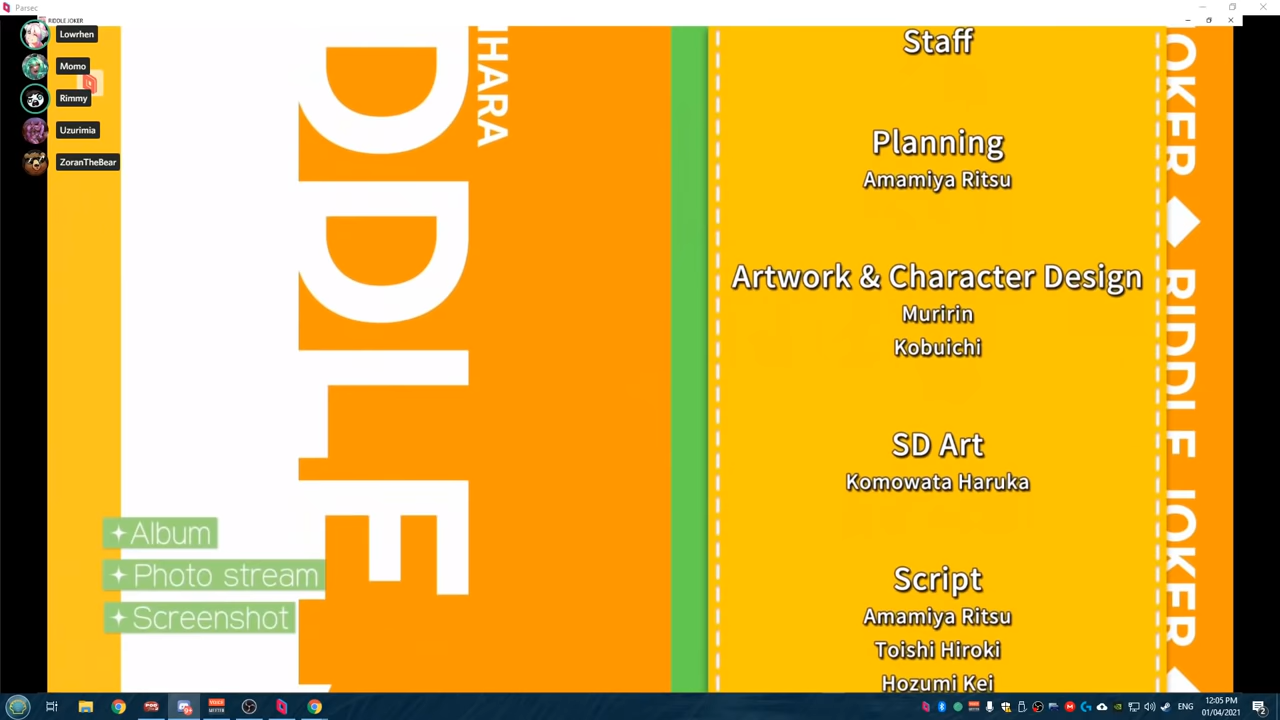 Parsec
RIDDLE JOKER
Lowrhen
Momo
Rimmy
Uzurimia
ZoranTheBear
DDLE
HARA
Album
Photo stream
Screenshot
Staff
Planning
Amamiya Ritsu
Artwork & Character Design
Muririn
Kobuichi
SD Art
Komowata Haruka
Script
Amamiya Ritsu
Toishi Hiroki
Hozumi Kei
OKER ◆ RIDDLE JOKER ◆
ENG
12:05 PM
01/04/2021